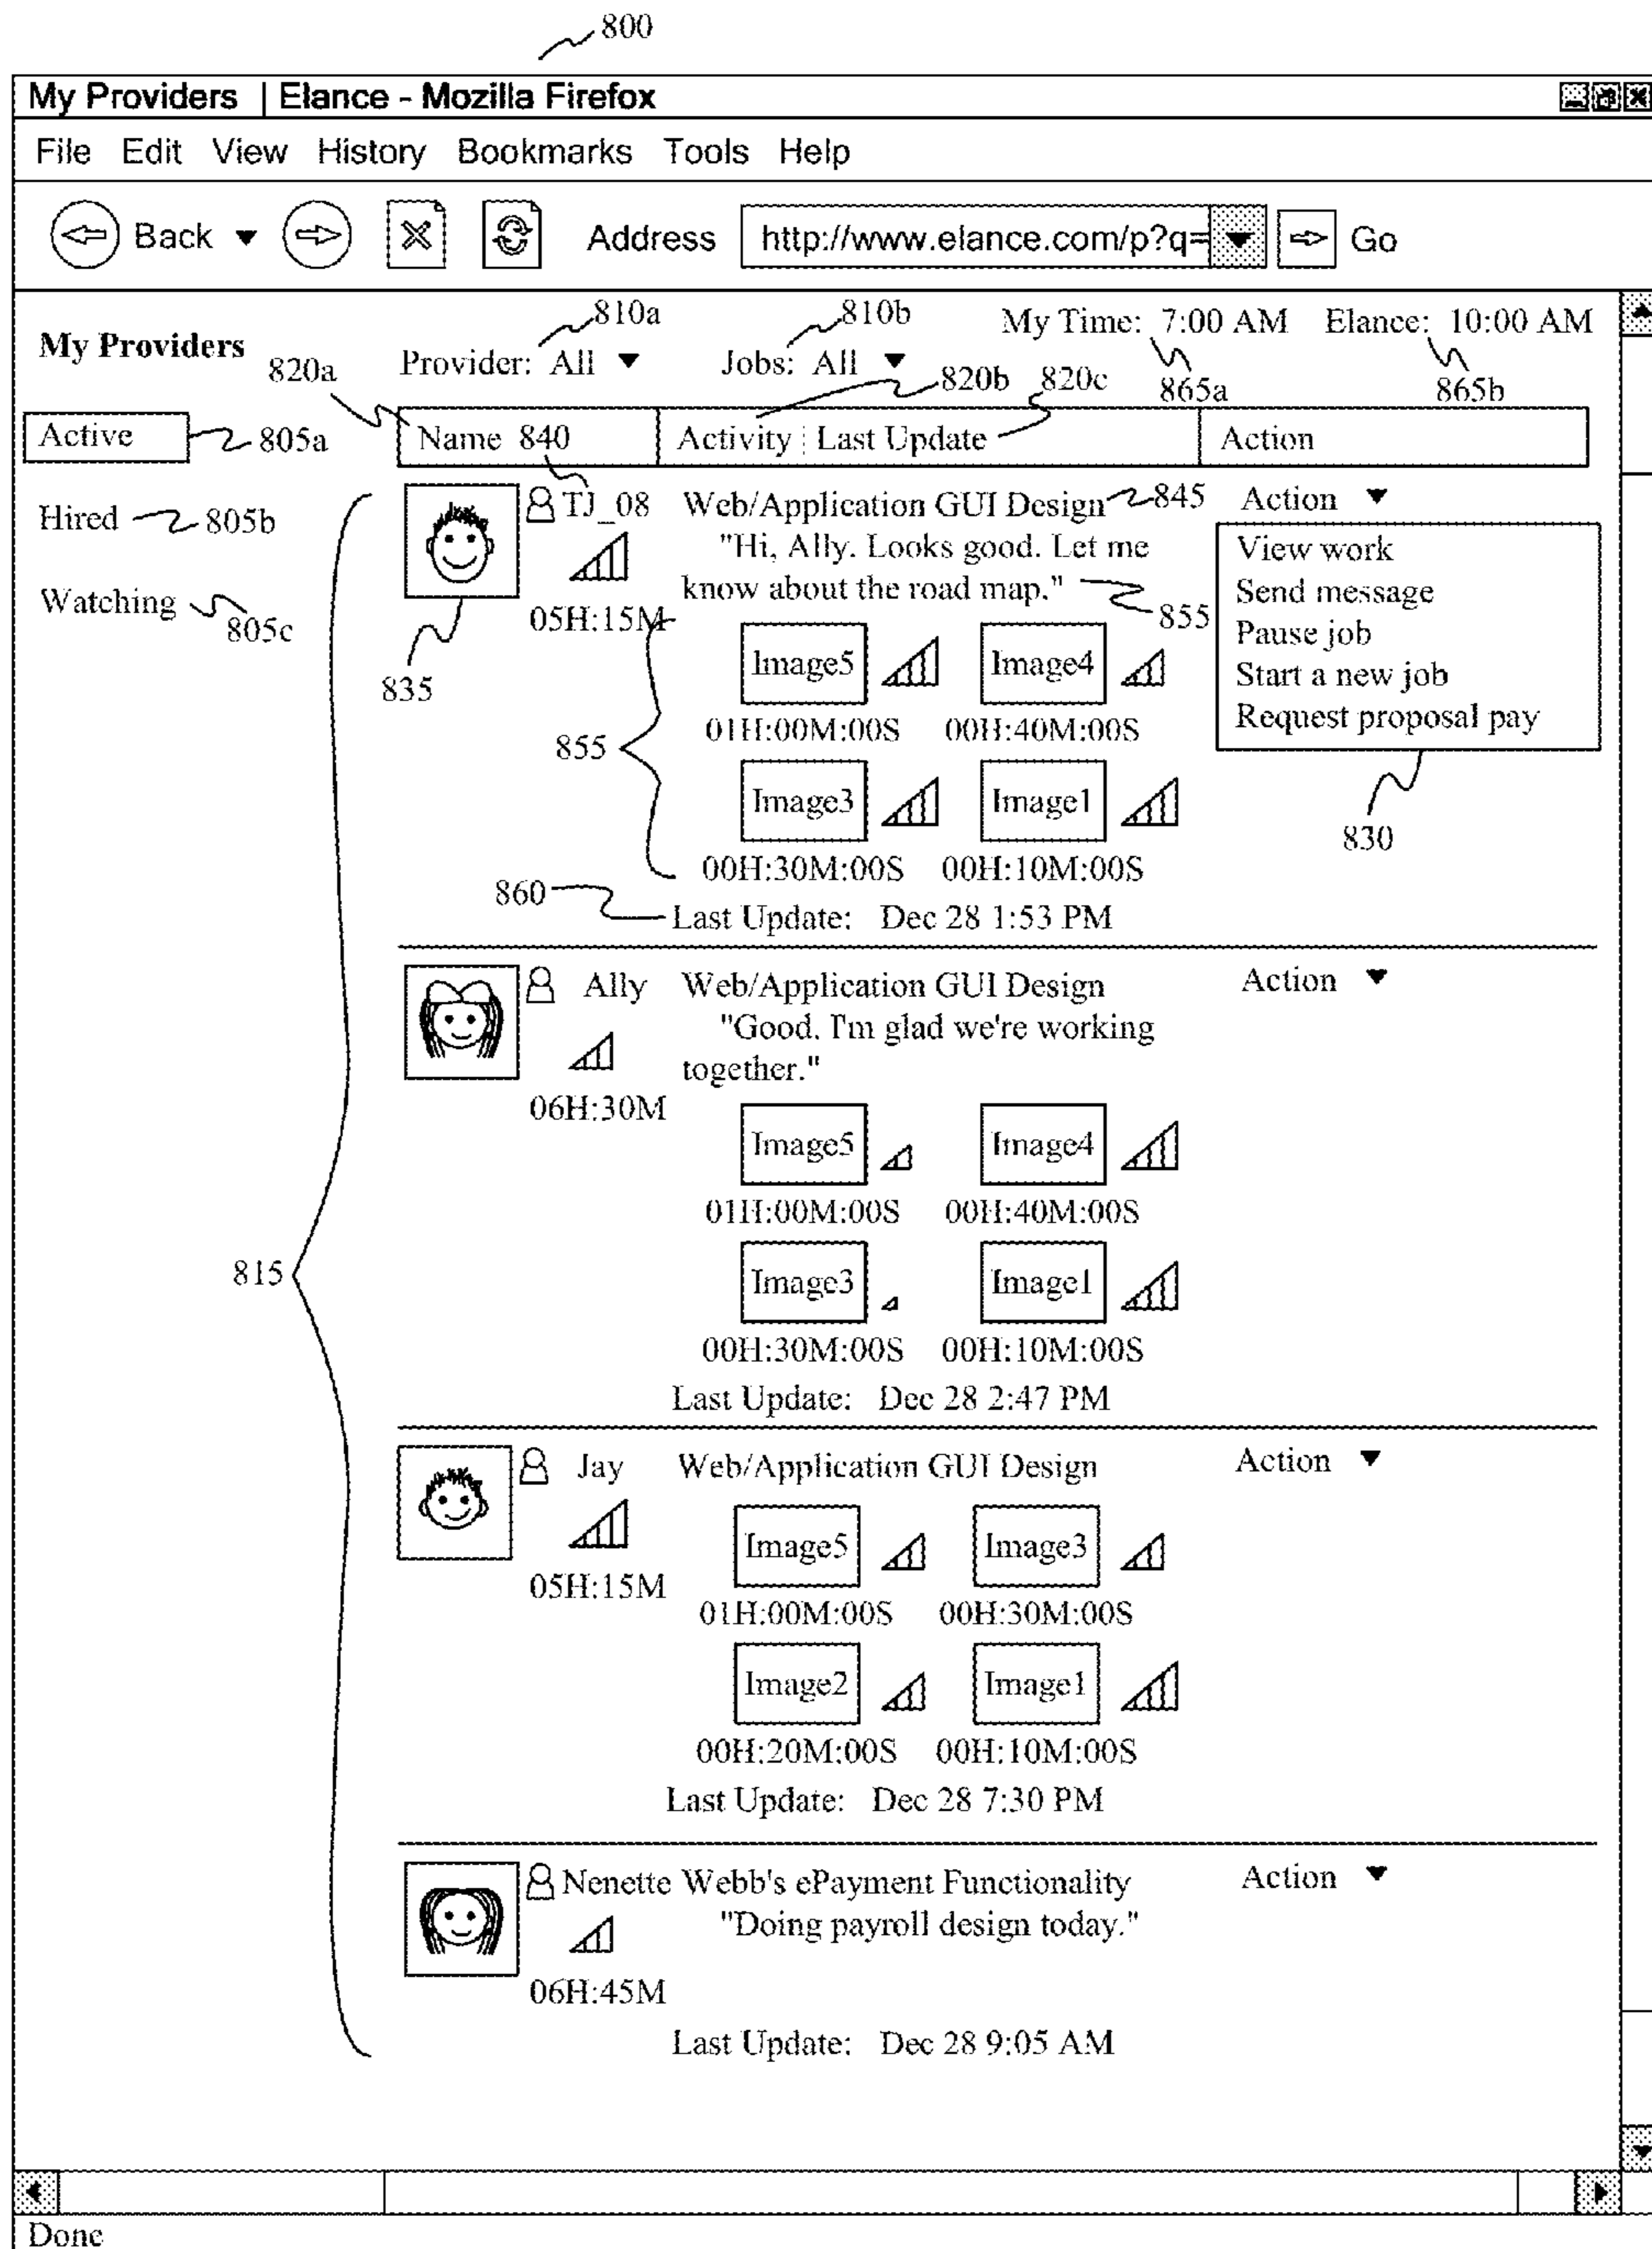 800
My Providers | Elance - Mozilla Firefox
File Edit View History Bookmarks Tools Help
Back Address http://www.elance.com/p?q= Go
810a 810b My Time: 7:00 AM Elance: 10:00 AM
My Providers 820a Provider: All Jobs: All 820b 820c 865a 865b
Active 805a Name 840 Activity Last Update Action
Hired 805b TJ_08 Web/Application GUI Design 845 Action
"Hi, Ally. Looks good. Let me View work
Watching 805c know about the road map." 855 Send message
05H:15M Pause job
835 Image5 Image4 Start a new job
855 01H:00M:00S 00H:40M:00S Request proposal pay
Image3 Image1 830
00H:30M:00S 00H:10M:00S
860 Last Update: Dec 28 1:53 PM
Ally Web/Application GUI Design Action
"Good. I'm glad we're working
together."
06H:30M
Image5 Image4
01H:00M:00S 00H:40M:00S
815 Image3 Image1
00H:30M:00S 00H:10M:00S
Last Update: Dec 28 2:47 PM
Jay Web/Application GUI Design Action
Image5 Image3
05H:15M
01H:00M:00S 00H:30M:00S
Image2 Image1
00H:20M:00S 00H:10M:00S
Last Update: Dec 28 7:30 PM
Nenette Webb's ePayment Functionality Action
"Doing payroll design today."
06H:45M
Last Update: Dec 28 9:05 AM
Done